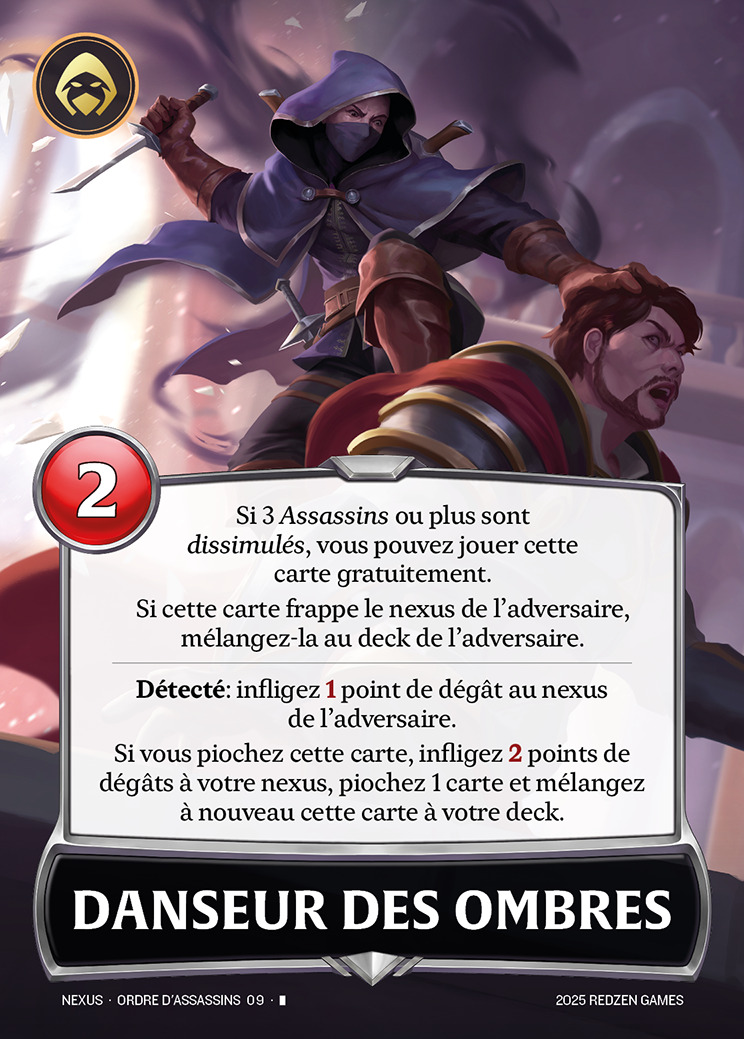 2
Si 3 Assassins ou plus sont
dissimulés, vous pouvez jouer cette
carte gratuitement.
Si cette carte frappe le nexus de l’adversaire,
mélangez-la au deck de l’adversaire.
Détecté: infligez 1 point de dégât au nexus
de l’adversaire.
Si vous piochez cette carte, infligez 2 points de
dégâts à votre nexus, piochez 1 carte et mélangez
à nouveau cette carte à votre deck.
DANSEUR DES OMBRES
NEXUS · ORDRE D’ASSASSINS 09 ·
2025 REDZEN GAMES